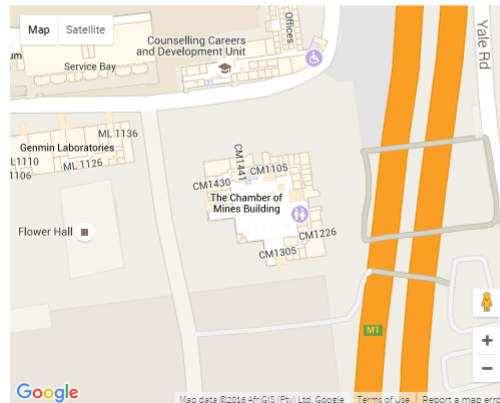 Map
Satellite
Offices
Counselling Careers
and Development Unit
Yale Rd
um
Service Bay
ML 1136
Genmin Laboratories
L1110
ML 1126
1106
CM1441
CM1105
CM1430
The Chamber of
Mines Building
Flower Hall
CM1226
CM1305
M1
+
−
Google
Map data ©2016 AfriGIS (Pty) Ltd, Google
Terms of Use
Report a map erro